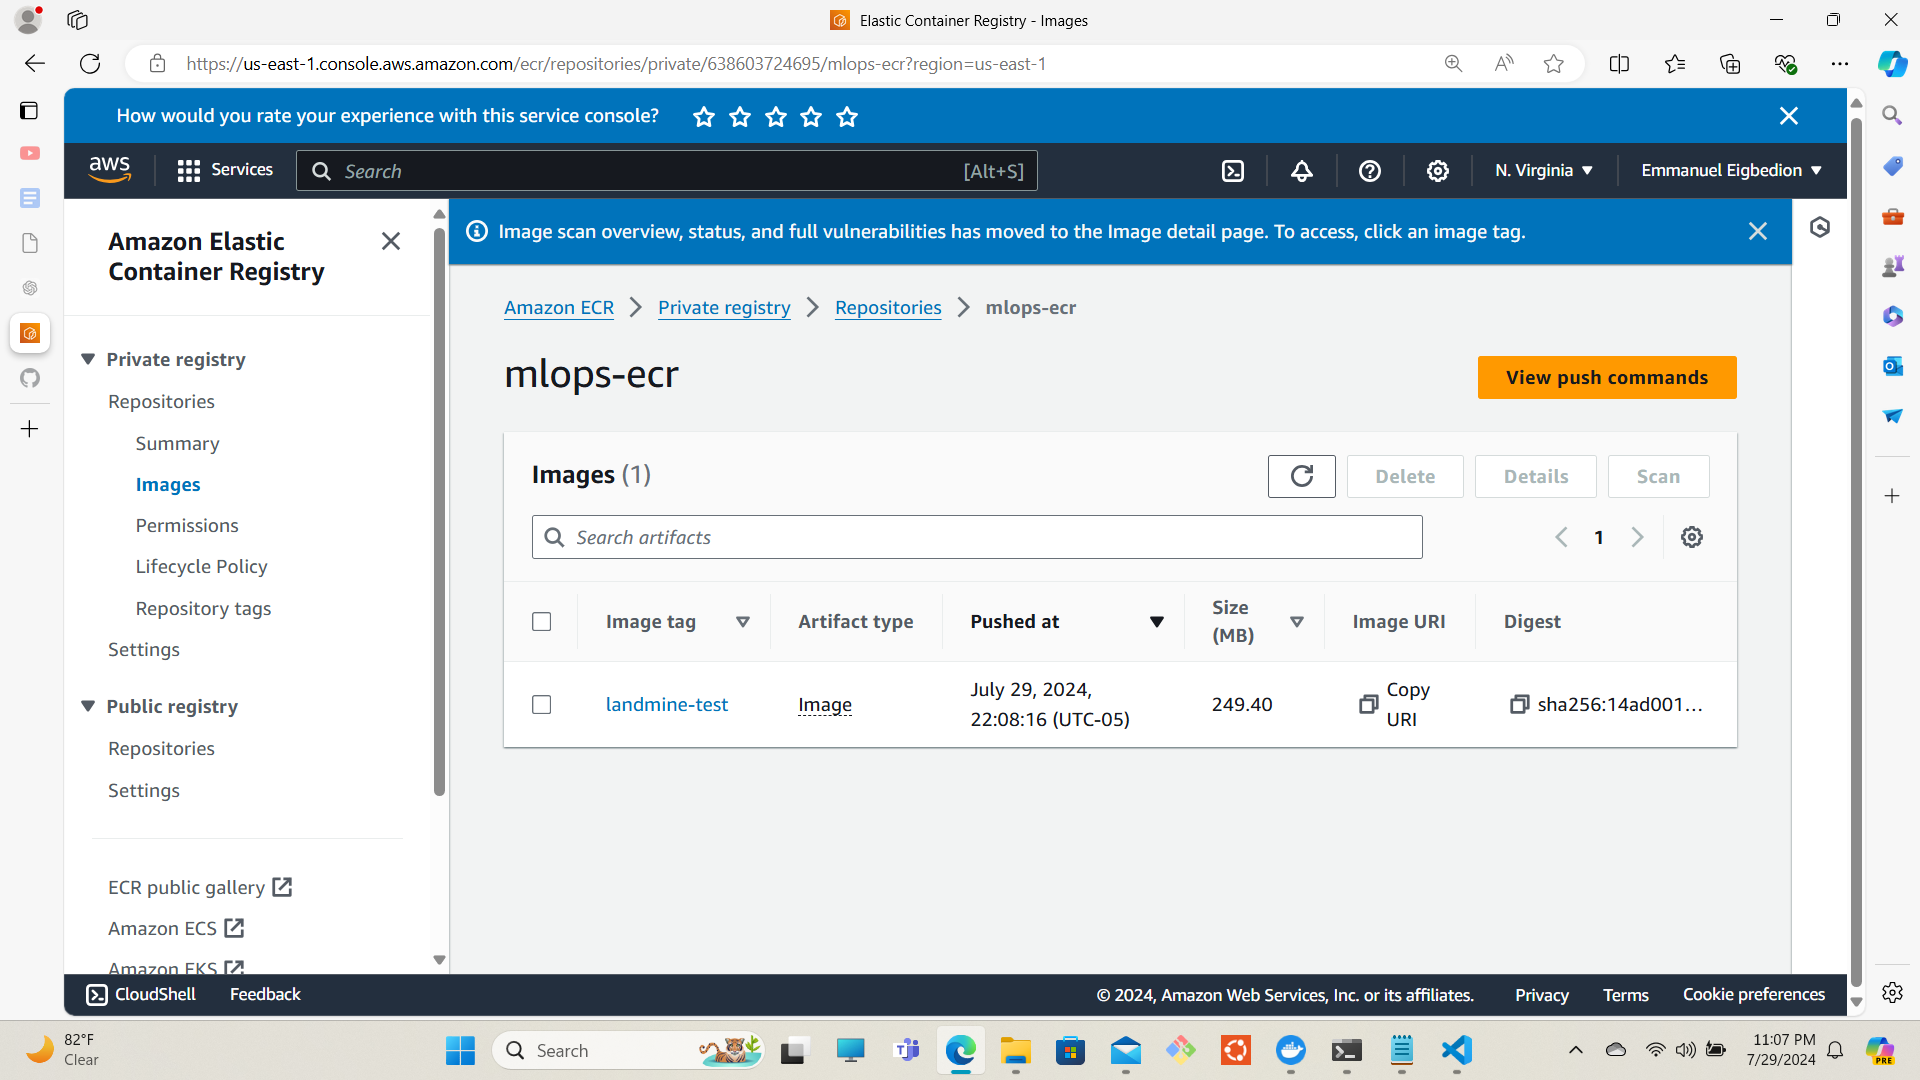 Elastic Container Registry - Images
https://us-east-1.console.aws.amazon.com/ecr/repositories/private/638603724695/mlops-ecr?region=us-east-1
How would you rate your experience with this service console?
aws
Services
Search
[Alt+S]
N. Virginia
Emmanuel Eigbedion
Amazon Elastic
Container Registry
Private registry
Repositories
Summary
Images
Permissions
Lifecycle Policy
Repository tags
Settings
Public registry
Repositories
Settings
ECR public gallery
Amazon ECS
Amazon EKS
Image scan overview, status, and full vulnerabilities has moved to the Image detail page. To access, click an image tag.
Amazon ECR > Private registry > Repositories > mlops-ecr
mlops-ecr
View push commands
Images (1)
Delete
Details
Scan
Search artifacts
1
Image tag
Artifact type
Pushed at
Size
(MB)
Image URI
Digest
landmine-test
Image
July 29, 2024,
22:08:16 (UTC-05)
249.40
Copy
URI
sha256:14ad001...
CloudShell
Feedback
© 2024, Amazon Web Services, Inc. or its affiliates.
Privacy
Terms
Cookie preferences
82°F
Clear
Search
11:07 PM
7/29/2024
PRE